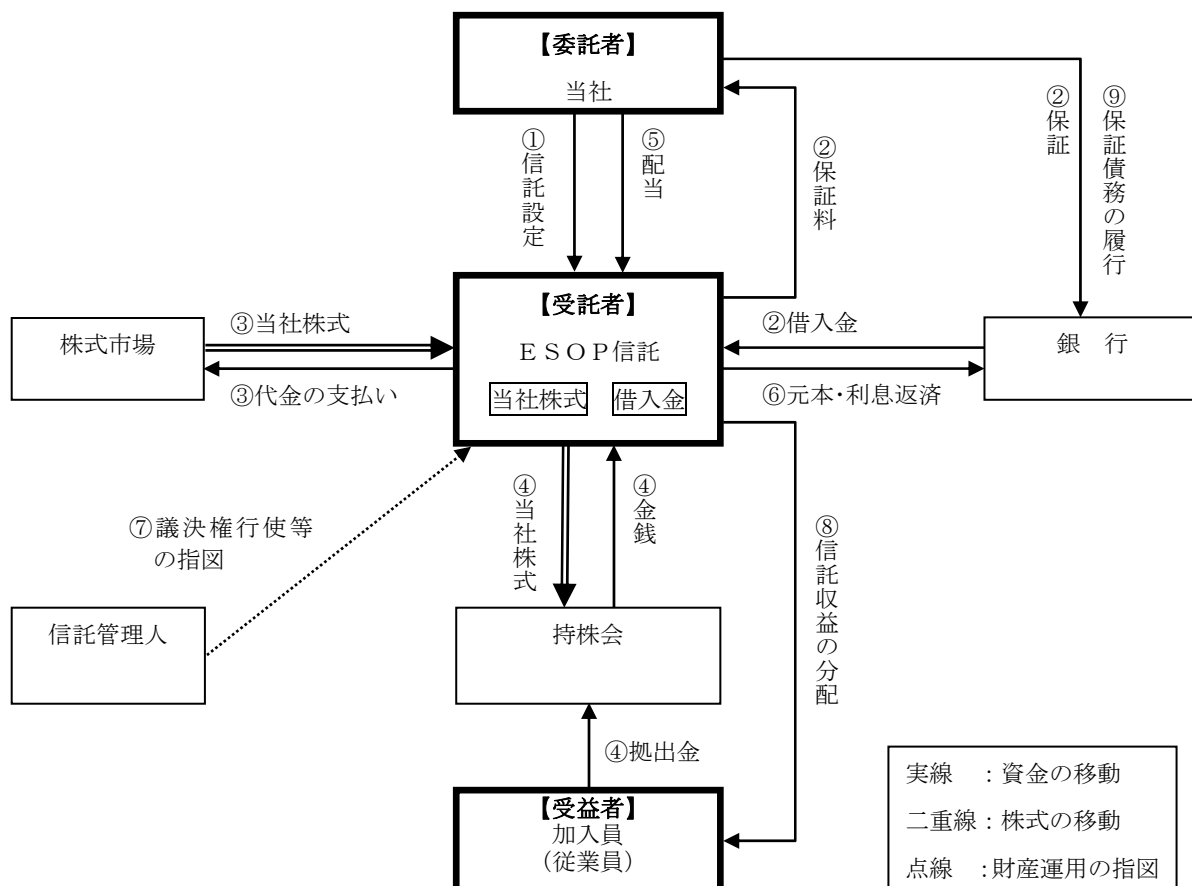 【委託者】
当社
①信託設定
⑤配当
②保証料
②保証
⑨保証債務の履行
株式市場
③当社株式
③代金の支払い
【受託者】
ESOP信託
当社株式
借入金
②借入金
⑥元本・利息返済
銀 行
⑦議決権行使等
の指図
④当社株式
④金銭
⑧信託収益の分配
信託管理人
持株会
④拠出金
【受益者】
加入員
（従業員）
実線 ：資金の移動
二重線：株式の移動
点線 ：財産運用の指図